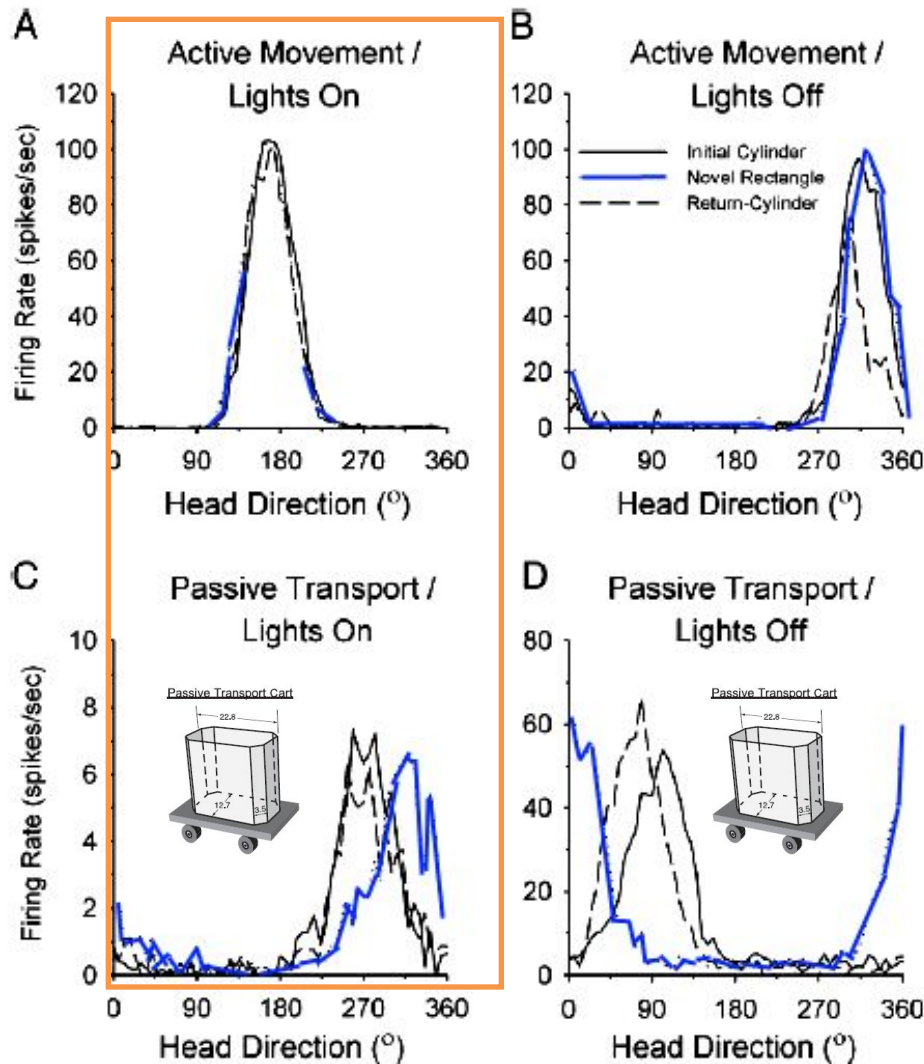 A
Active Movement /
Lights On
120
100
80
60
40
20
0
Firing Rate (spikes/sec)
0 90 180 270 360
Head Direction (°)
B
Active Movement /
Lights Off
120
100
80
60
40
20
0
Initial Cylinder
Novel Rectangle
Return-Cylinder
0 90 180 270 360
Head Direction (°)
C
Passive Transport /
Lights On
10
8
6
4
2
0
Firing Rate (spikes/sec)
Passive Transport Cart
22.8
12.7
3.5
0 90 180 270 360
Head Direction (°)
D
Passive Transport /
Lights Off
80
60
40
20
0
Passive Transport Cart
22.8
12.7
3.5
0 90 180 270 360
Head Direction (°)